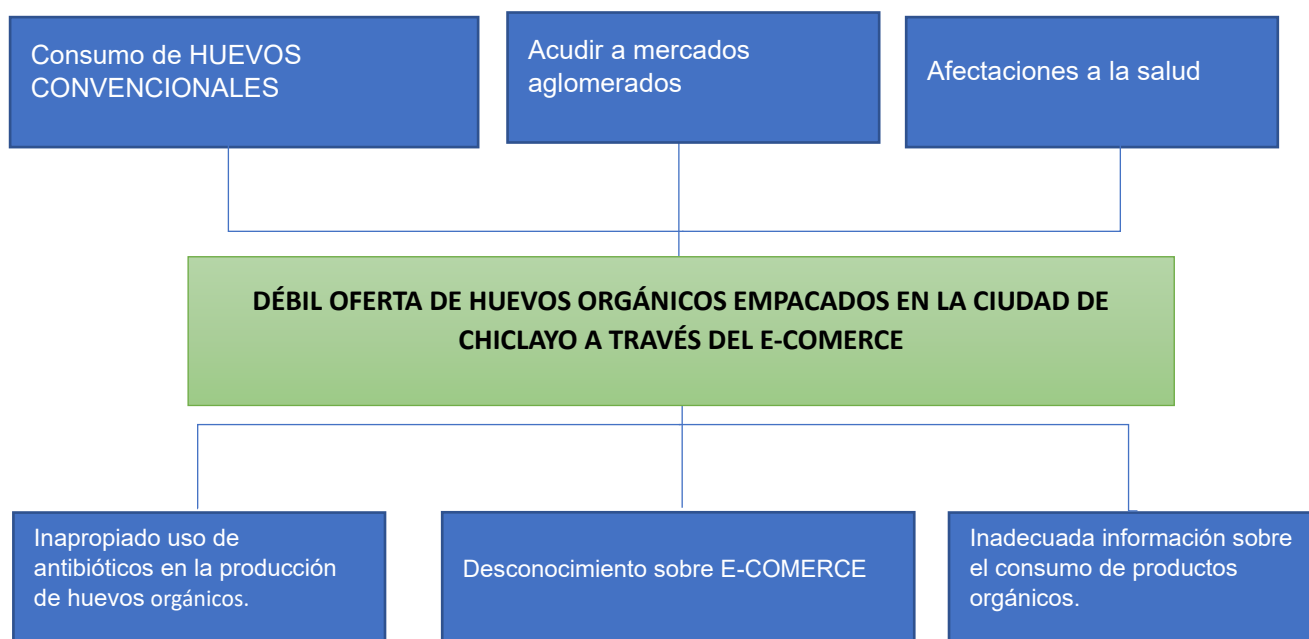 Consumo de HUEVOS
CONVENCIONALES
Acudir a mercados
aglomerados
Afectaciones a la salud
DÉBIL OFERTA DE HUEVOS ORGÁNICOS EMPACADOS EN LA CIUDAD DE
CHICLAYO A TRAVÉS DEL E-COMERCE
Inapropiado uso de
antibióticos en la producción
de huevos orgánicos.
Desconocimiento sobre E-COMERCE
Inadecuada información sobre
el consumo de productos
orgánicos.